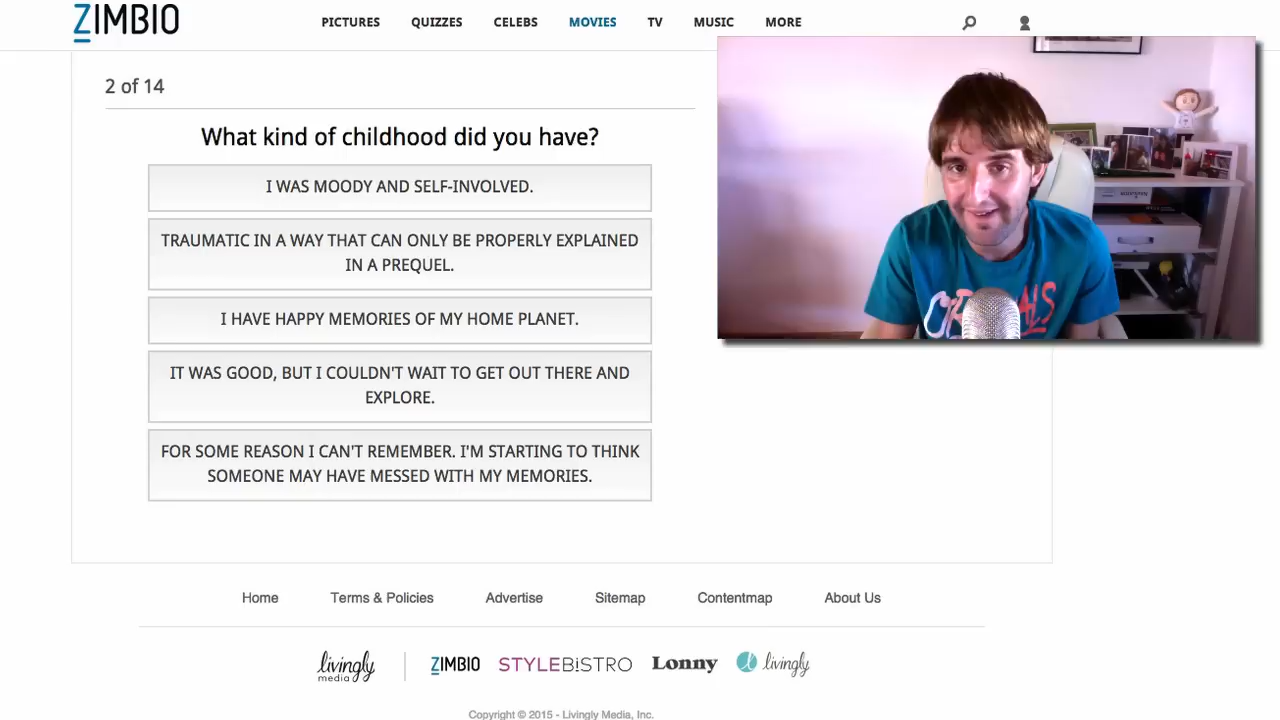 ZIMBIO
PICTURES QUIZZES CELEBS MOVIES TV MUSIC MORE
2 of 14
What kind of childhood did you have?
I WAS MOODY AND SELF-INVOLVED.
TRAUMATIC IN A WAY THAT CAN ONLY BE PROPERLY EXPLAINED
IN A PREQUEL.
I HAVE HAPPY MEMORIES OF MY HOME PLANET.
IT WAS GOOD, BUT I COULDN'T WAIT TO GET OUT THERE AND
EXPLORE.
FOR SOME REASON I CAN'T REMEMBER. I'M STARTING TO THINK
SOMEONE MAY HAVE MESSED WITH MY MEMORIES.
Home Terms & Policies Advertise Sitemap Contentmap About Us
livingly
media
ZIMBIO STYLEBISTRO Lonny livingly
Copyright © 2015 - Livingly Media, Inc.